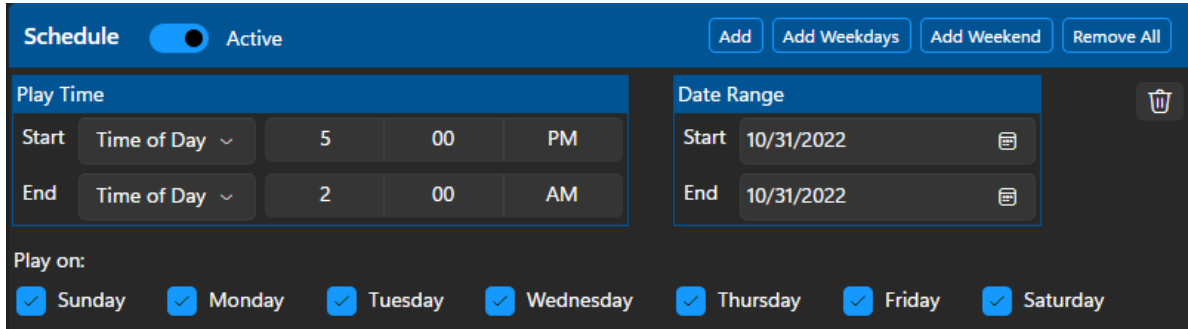 Schedule Active Add Add Weekdays Add Weekend Remove All
Play Time Date Range
Start Time of Day 5 00 PM Start 10/31/2022
End Time of Day 2 00 AM End 10/31/2022
Play on:
Sunday Monday Tuesday Wednesday Thursday Friday Saturday